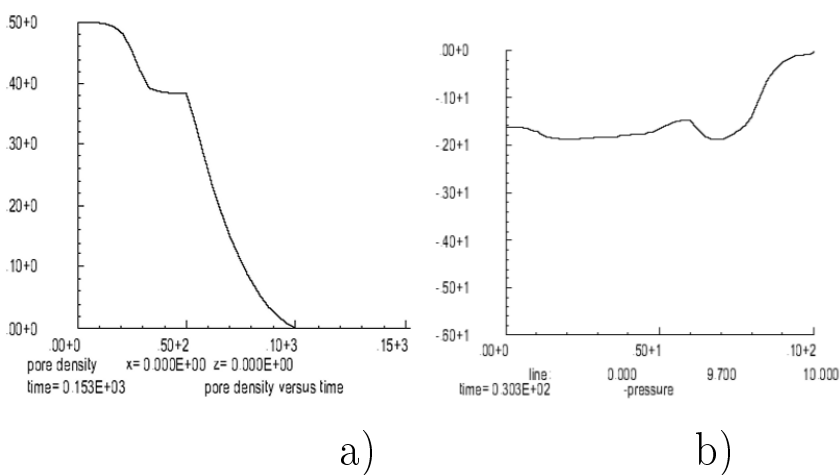 .50+0
.40+0
.30+0
.20+0
.10+0
.00+0
.00+0 .50+2 .10+3 .15+3
pore density x= 0.000E+00 z= 0.000E+00
time= 0.153E+03 pore density versus time
a)
.00+0
-.10+1
-.20+1
-.30+1
-.40+1
-.50+1
-.60+1
.00+0 .50+1 .10+2
line: 0.000 9.700 10.000
time= 0.303E+02 -pressure
b)